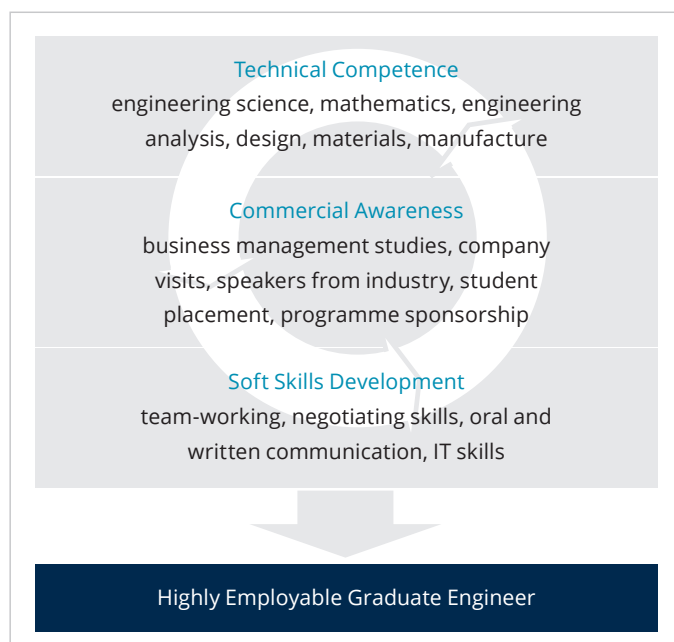 Technical Competence
engineering science, mathematics, engineering
analysis, design, materials, manufacture
Commercial Awareness
business management studies, company
visits, speakers from industry, student
placement, programme sponsorship
Soft Skills Development
team-working, negotiating skills, oral and
written communication, IT skills
Highly Employable Graduate Engineer